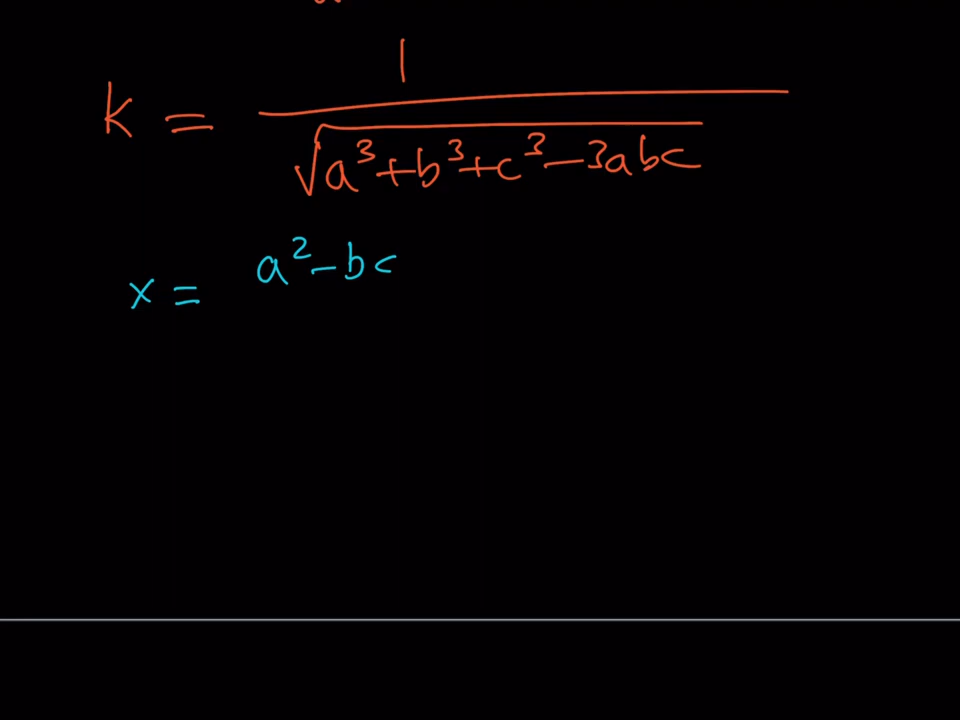 k = 1 / √(a³+b³+c³−3abc)
x = a²−bc